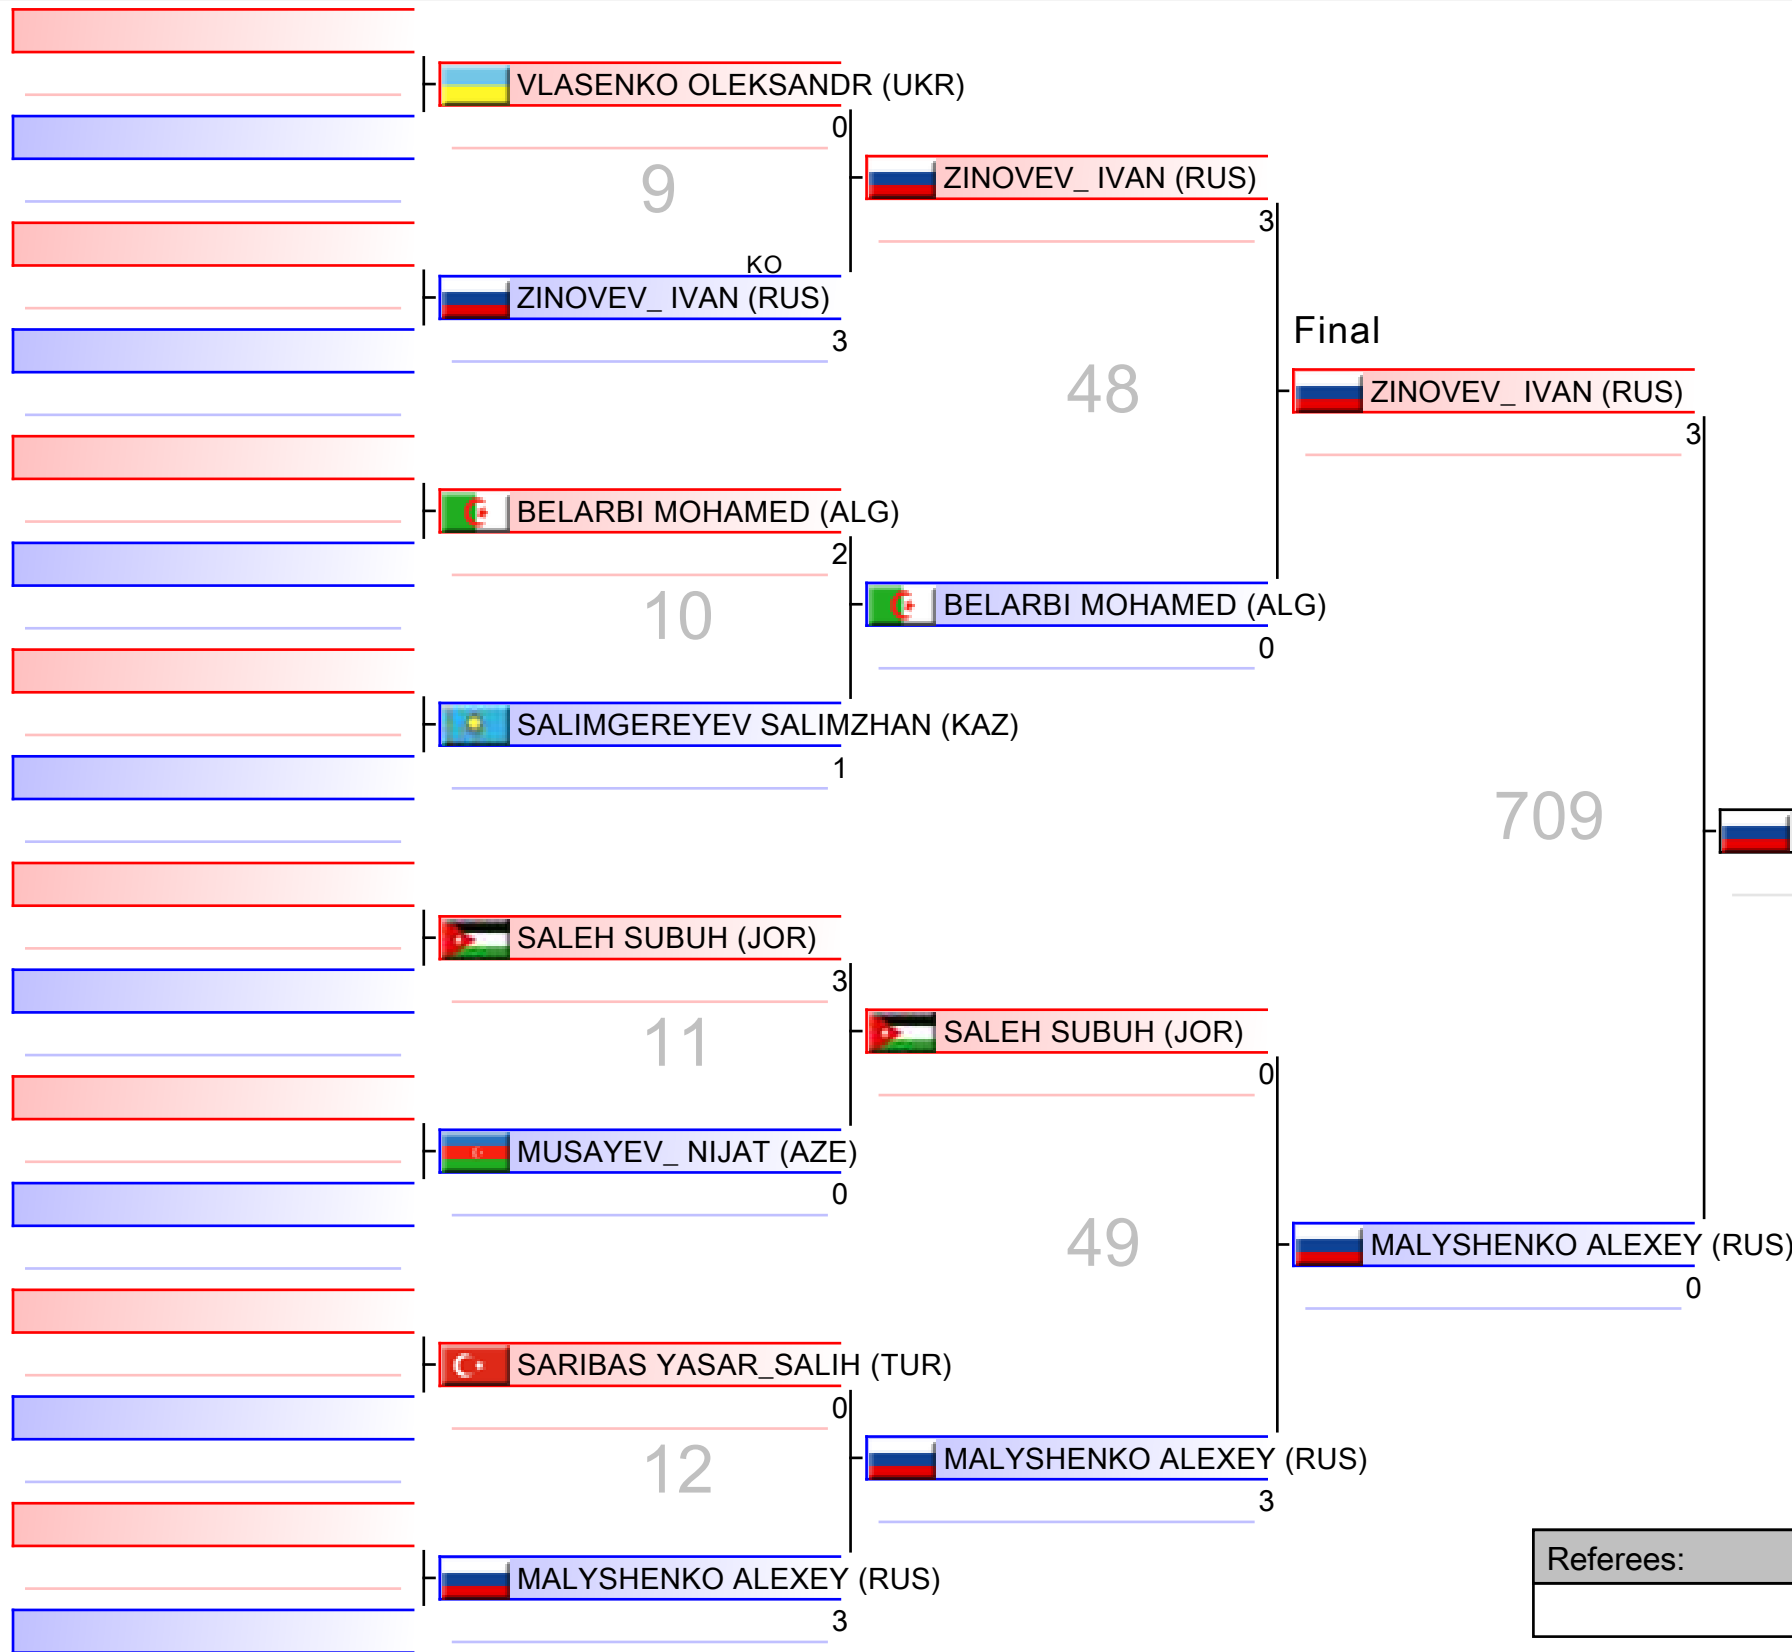 VLASENKO OLEKSANDR (UKR)
0
9
KO
ZINOVEV_ IVAN (RUS)
3
BELARBI MOHAMED (ALG)
2
10
SALIMGEREYEV SALIMZHAN (KAZ)
1
SALEH SUBUH (JOR)
3
11
MUSAYEV_ NIJAT (AZE)
0
SARIBAS YASAR_SALIH (TUR)
0
12
MALYSHENKO ALEXEY (RUS)
3
ZINOVEV_ IVAN (RUS)
3
48
BELARBI MOHAMED (ALG)
0
SALEH SUBUH (JOR)
0
49
MALYSHENKO ALEXEY (RUS)
3
Final
ZINOVEV_ IVAN (RUS)
3
709
MALYSHENKO ALEXEY (RUS)
0
Referees: